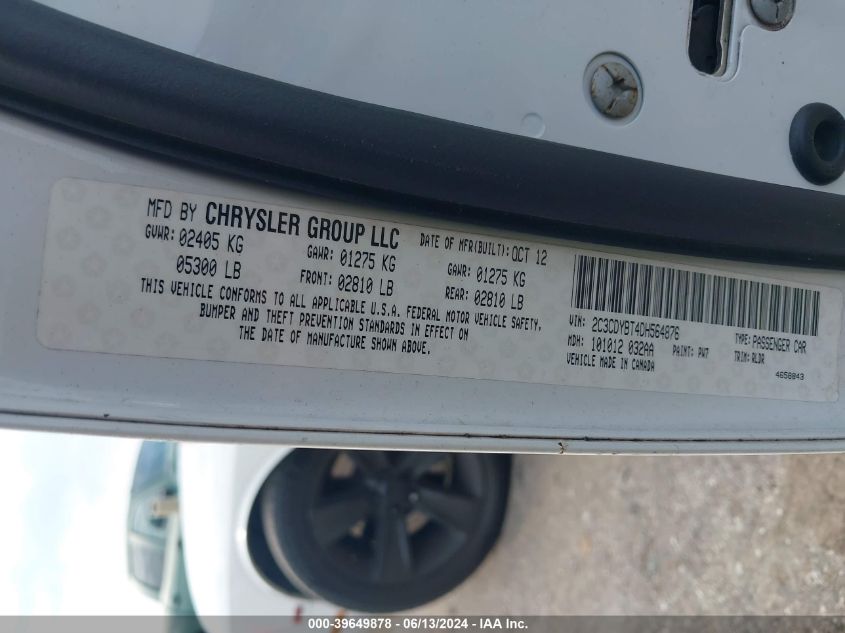 MFD BY CHRYSLER GROUP LLC
DATE OF MFR(BUILT): OCT 12
GVWR: 02405 KG
GAWR: 01275 KG
GAWR: 01275 KG
05300 LB
FRONT: 02810 LB
REAR: 02810 LB
THIS VEHICLE CONFORMS TO ALL APPLICABLE U.S.A. FEDERAL MOTOR VEHICLE SAFETY,
BUMPER AND THEFT PREVENTION STANDARDS IN EFFECT ON
THE DATE OF MANUFACTURE SHOWN ABOVE.
VIN: 2C3CDYBT4DH564876
TYPE: PASSENGER CAR
MDH: 101012 032AA
PAINT: PW7
TRIM: RLDR
VEHICLE MADE IN CANADA
4658843
000-39649878 - 06/13/2024 - IAA Inc.